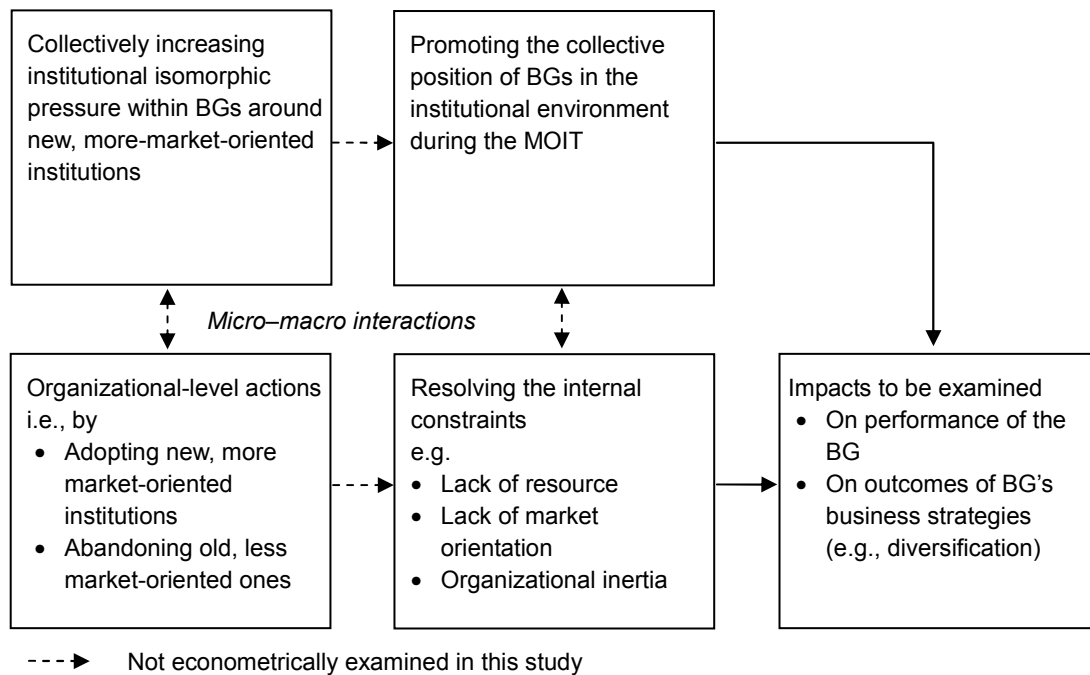 Collectively increasing
institutional isomorphic
pressure within BGs around
new, more-market-oriented
institutions
Promoting the collective
position of BGs in the
institutional environment
during the MOIT
Micro–macro interactions
Organizational-level actions
i.e., by
• Adopting new, more
market-oriented
institutions
• Abandoning old, less
market-oriented ones
Resolving the internal
constraints
e.g.
• Lack of resource
• Lack of market
orientation
• Organizational inertia
Impacts to be examined
• On performance of the
BG
• On outcomes of BG’s
business strategies
(e.g., diversification)
Not econometrically examined in this study